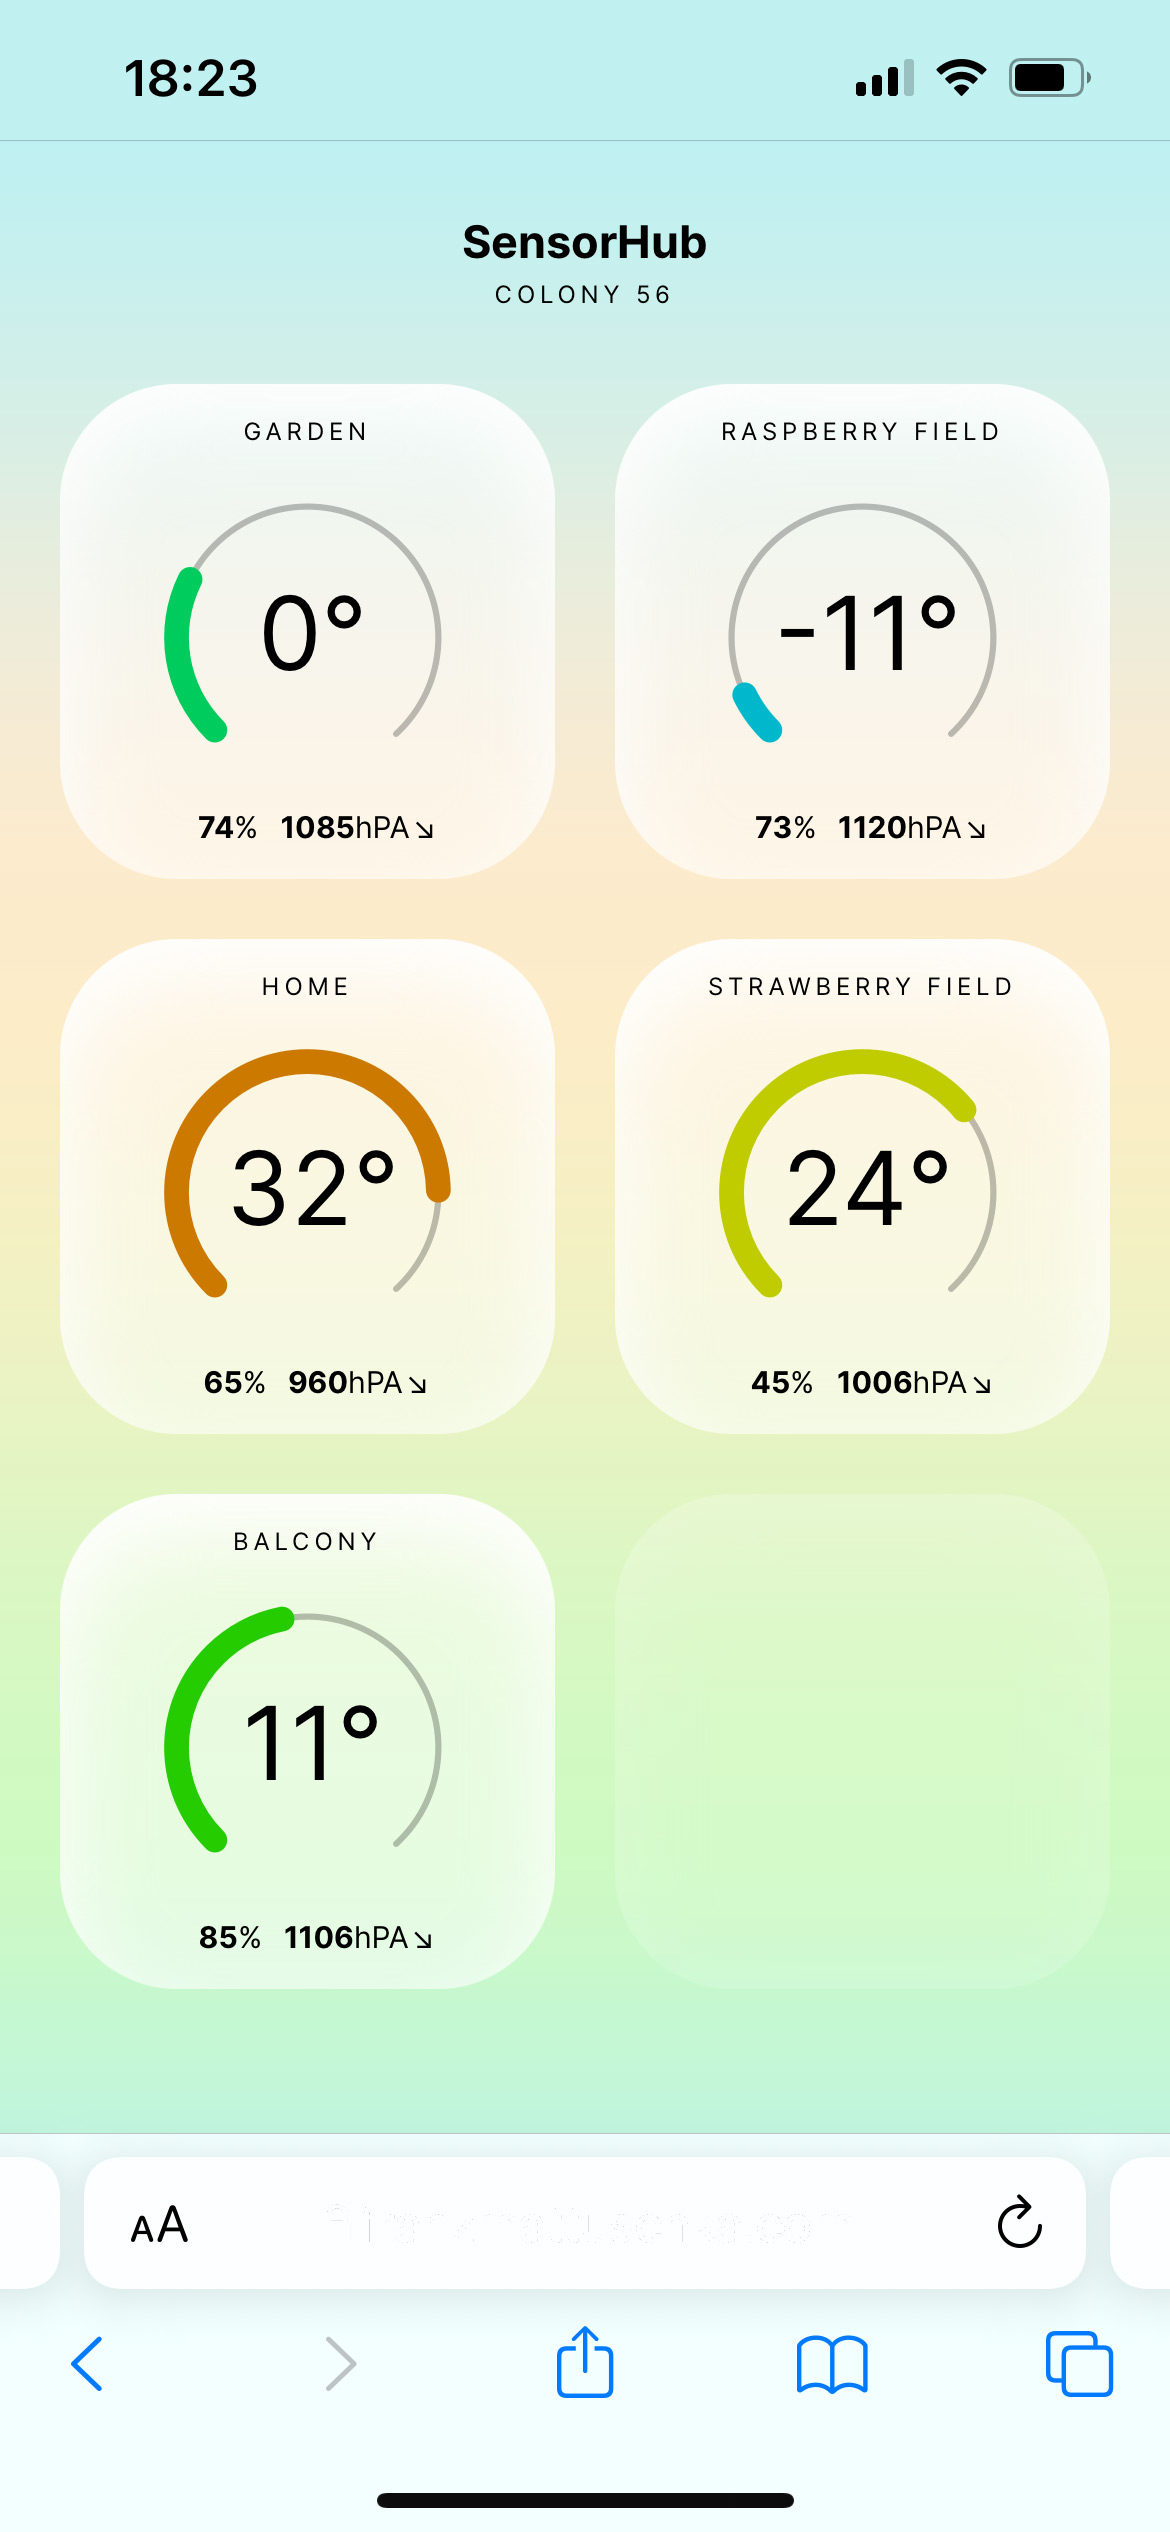 18:23
SensorHub
COLONY 56
GARDEN
0°
74% 1085hPA↘
RASPBERRY FIELD
-11°
73% 1120hPA↘
HOME
32°
65% 960hPA↘
STRAWBERRY FIELD
24°
45% 1006hPA↘
BALCONY
11°
85% 1106hPA↘
AA